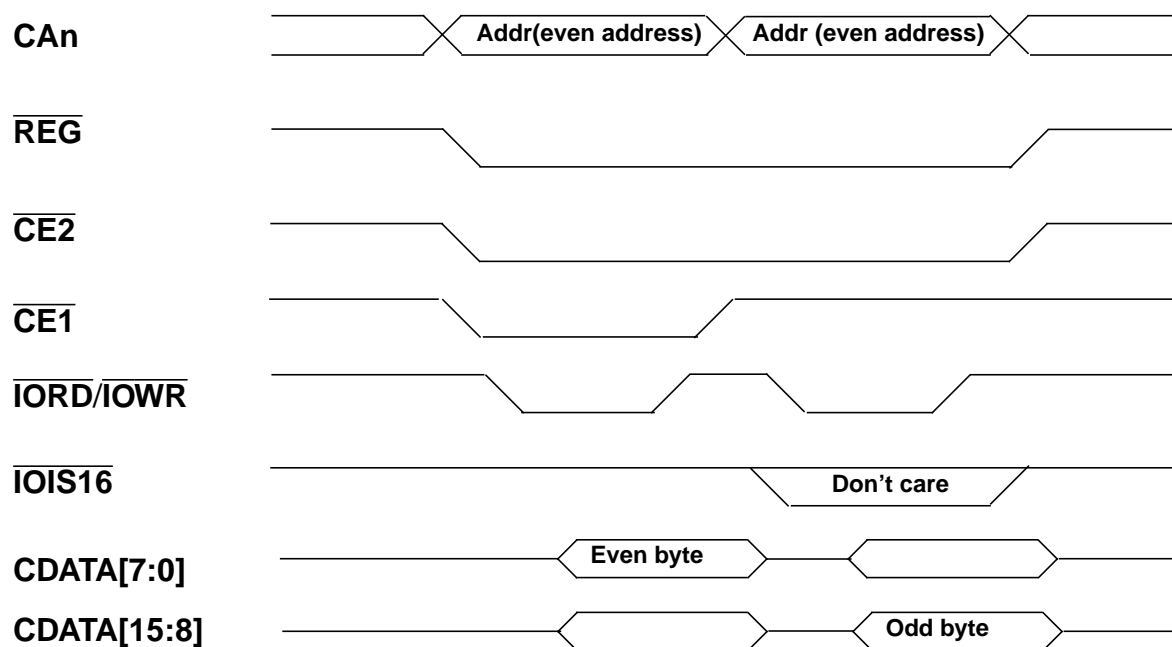 CAn Addr(even address) Addr (even address)
REG
CE2
CE1
IORD/IOWR
IOIS16 Don't care
CDATA[7:0] Even byte
CDATA[15:8] Odd byte